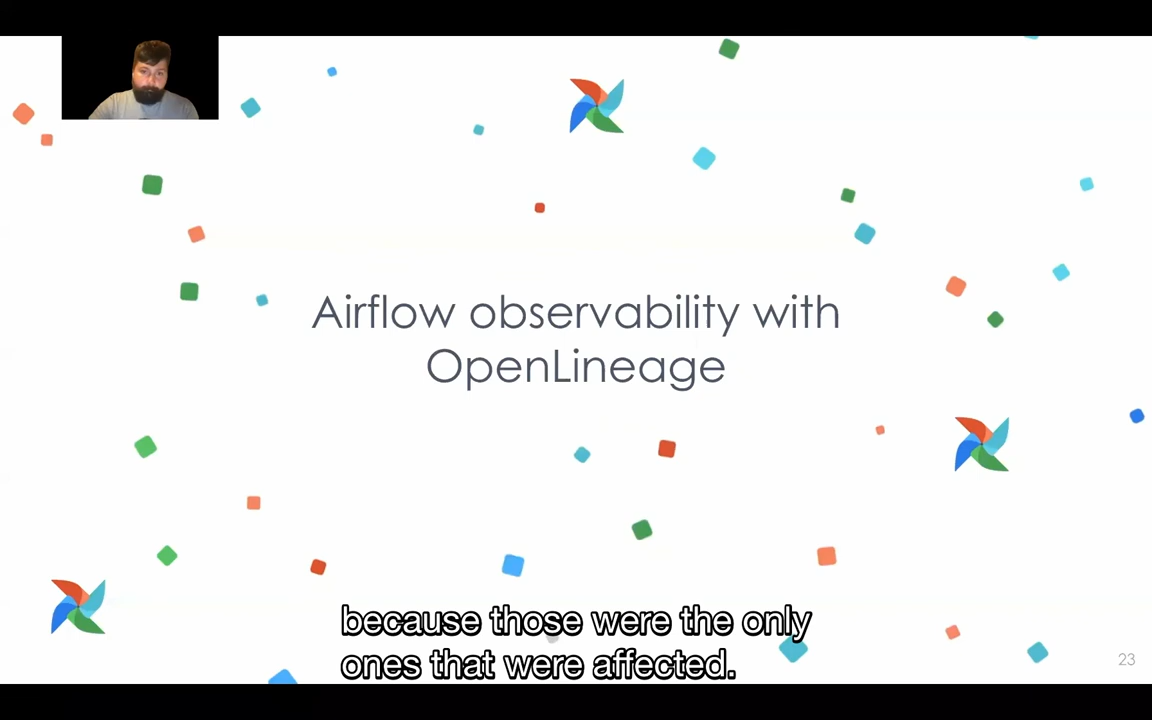 Airflow observability with
OpenLineage
because those were the only
ones that were affected.
23